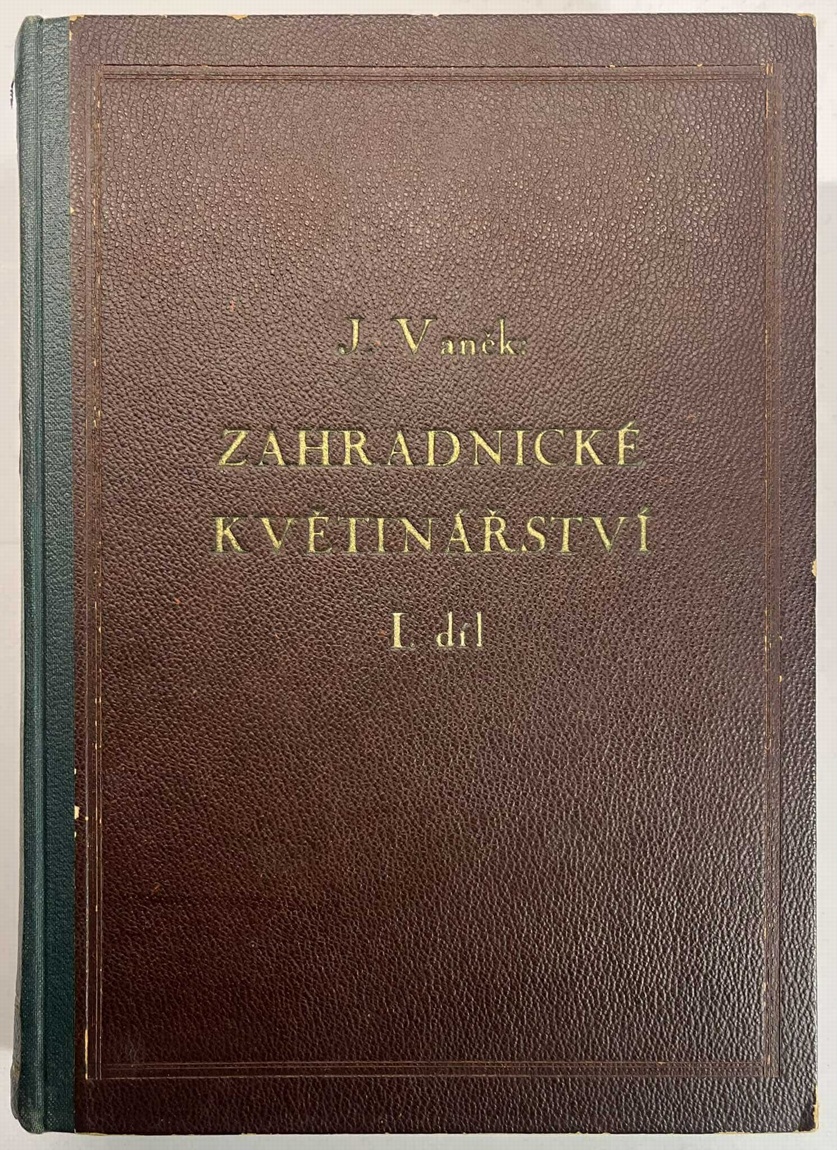 J. Vaněk:
ZAHRADNICKÉ
KVĚTINÁŘSTVÍ
I. díl